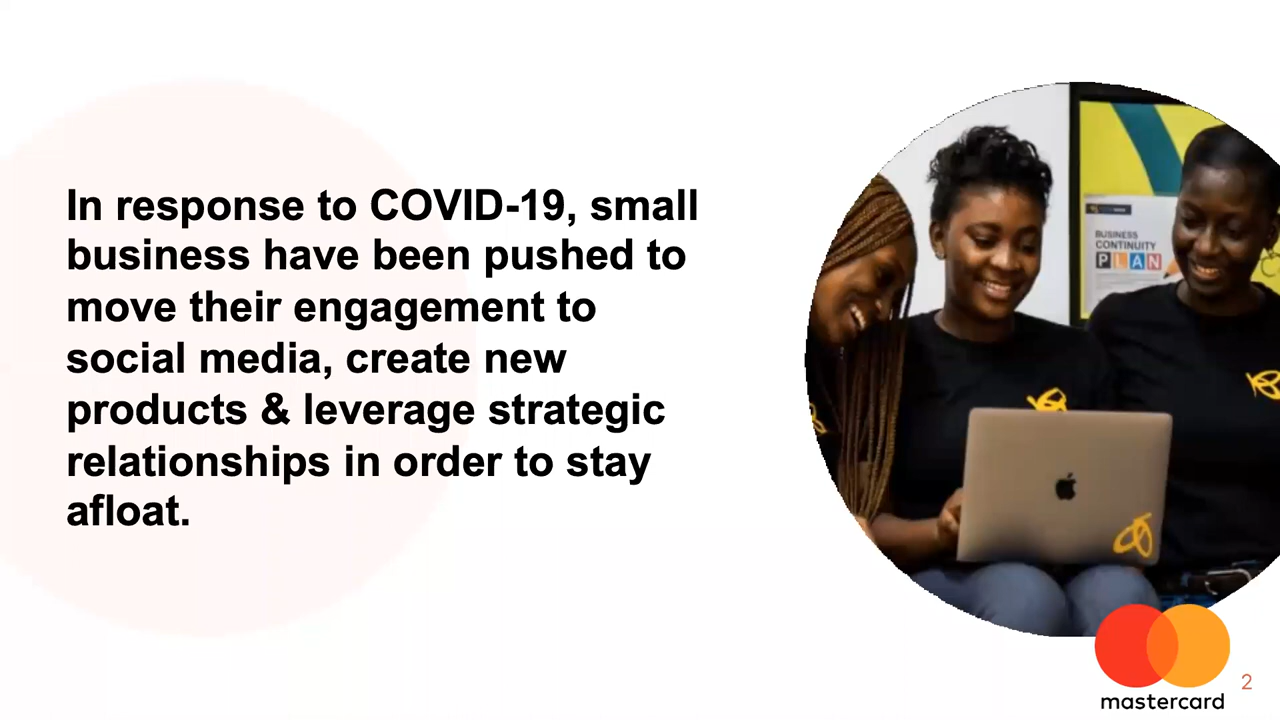 In response to COVID-19, small
business have been pushed to
move their engagement to
social media, create new
products & leverage strategic
relationships in order to stay
afloat.
BUSINESS
CONTINUITY
PLAN
mastercard
2